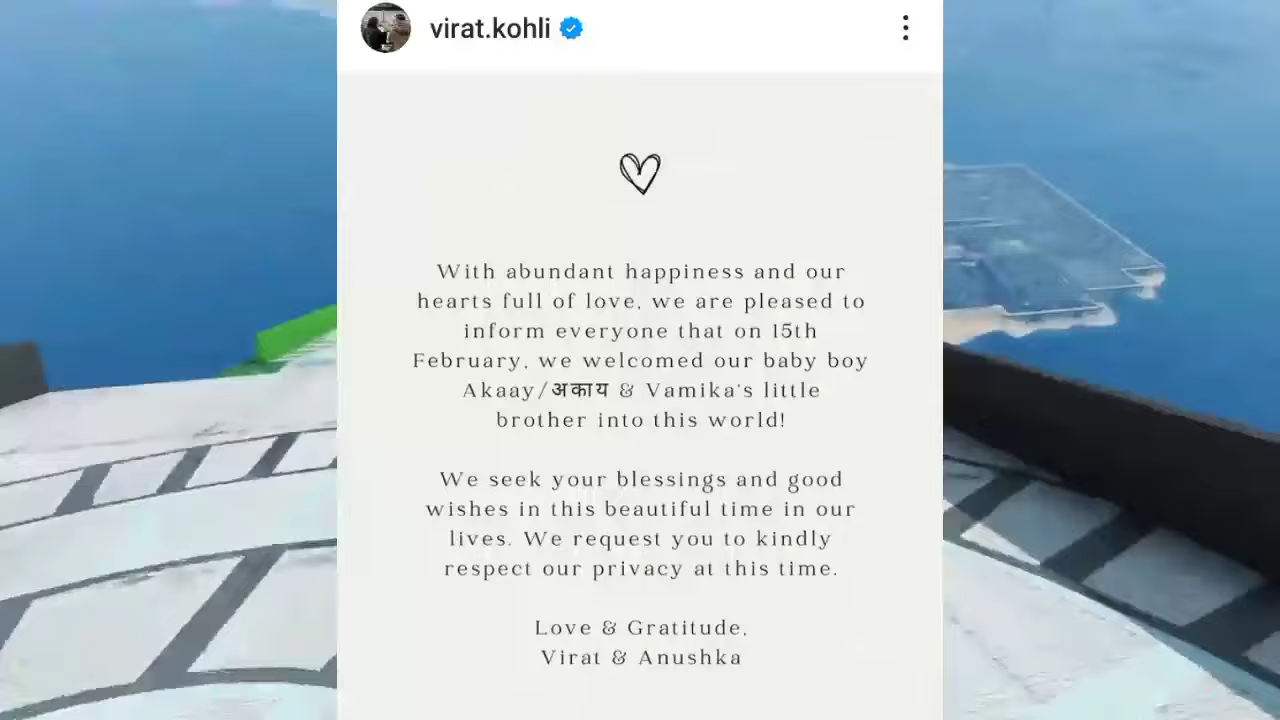 virat.kohli
With abundant happiness and our
hearts full of love, we are pleased to
inform everyone that on 15th
February, we welcomed our baby boy
Akaay/अकाय & Vamika's little
brother into this world!
We seek your blessings and good
wishes in this beautiful time in our
lives. We request you to kindly
respect our privacy at this time.
Love & Gratitude,
Virat & Anushka